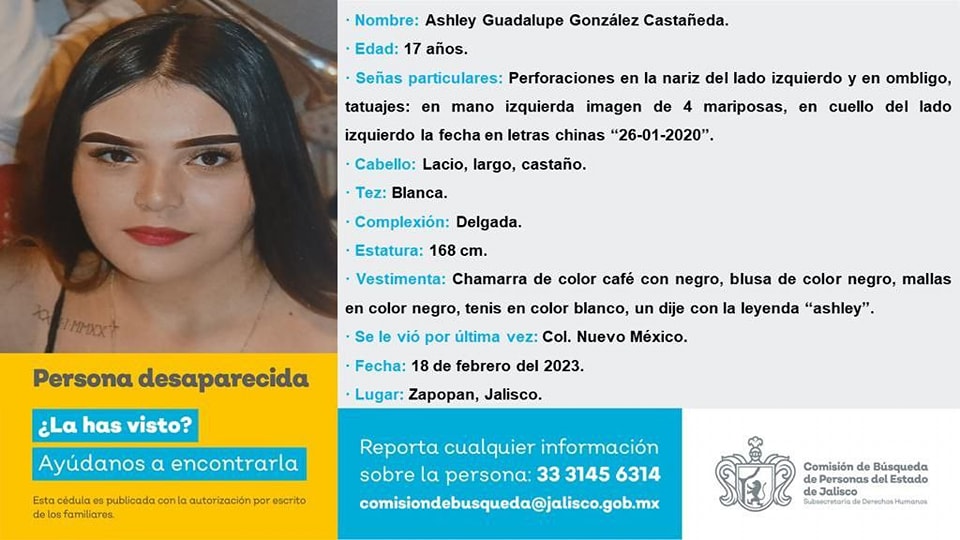 · Nombre: Ashley Guadalupe González Castañeda.
· Edad: 17 años.
· Señas particulares: Perforaciones en la nariz del lado izquierdo y en ombligo,
tatuajes: en mano izquierda imagen de 4 mariposas, en cuello del lado
izquierdo la fecha en letras chinas “26-01-2020”.
· Cabello: Lacio, largo, castaño.
· Tez: Blanca.
· Complexión: Delgada.
· Estatura: 168 cm.
· Vestimenta: Chamarra de color café con negro, blusa de color negro, mallas
en color negro, tenis en color blanco, un dije con la leyenda “ashley”.
· Se le vió por última vez: Col. Nuevo México.
· Fecha: 18 de febrero del 2023.
· Lugar: Zapopan, Jalisco.
Persona desaparecida
¿La has visto?
Ayúdanos a encontrarla
Esta cédula es publicada con la autorización por escrito
de los familiares.
Reporta cualquier información
sobre la persona: 33 3145 6314
comisiondebusqueda@jalisco.gob.mx
Comisión de Búsqueda
de Personas del Estado
de Jalisco
Subsecretaría de Derechos Humanos